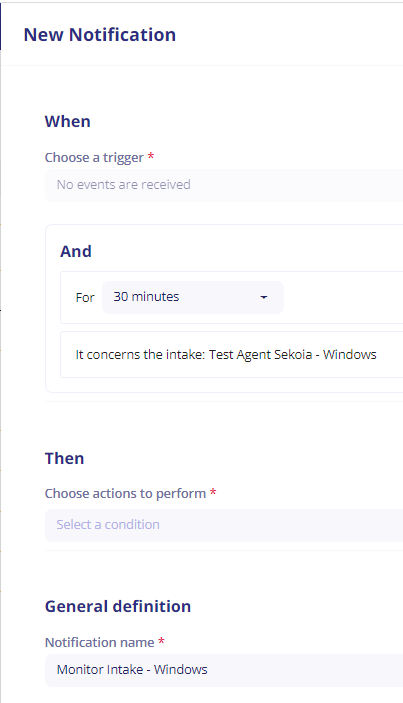 New Notification
When
Choose a trigger *
No events are received
And
For 30 minutes
It concerns the intake: Test Agent Sekoia - Windows
Then
Choose actions to perform *
Select a condition
General definition
Notification name *
Monitor Intake - Windows